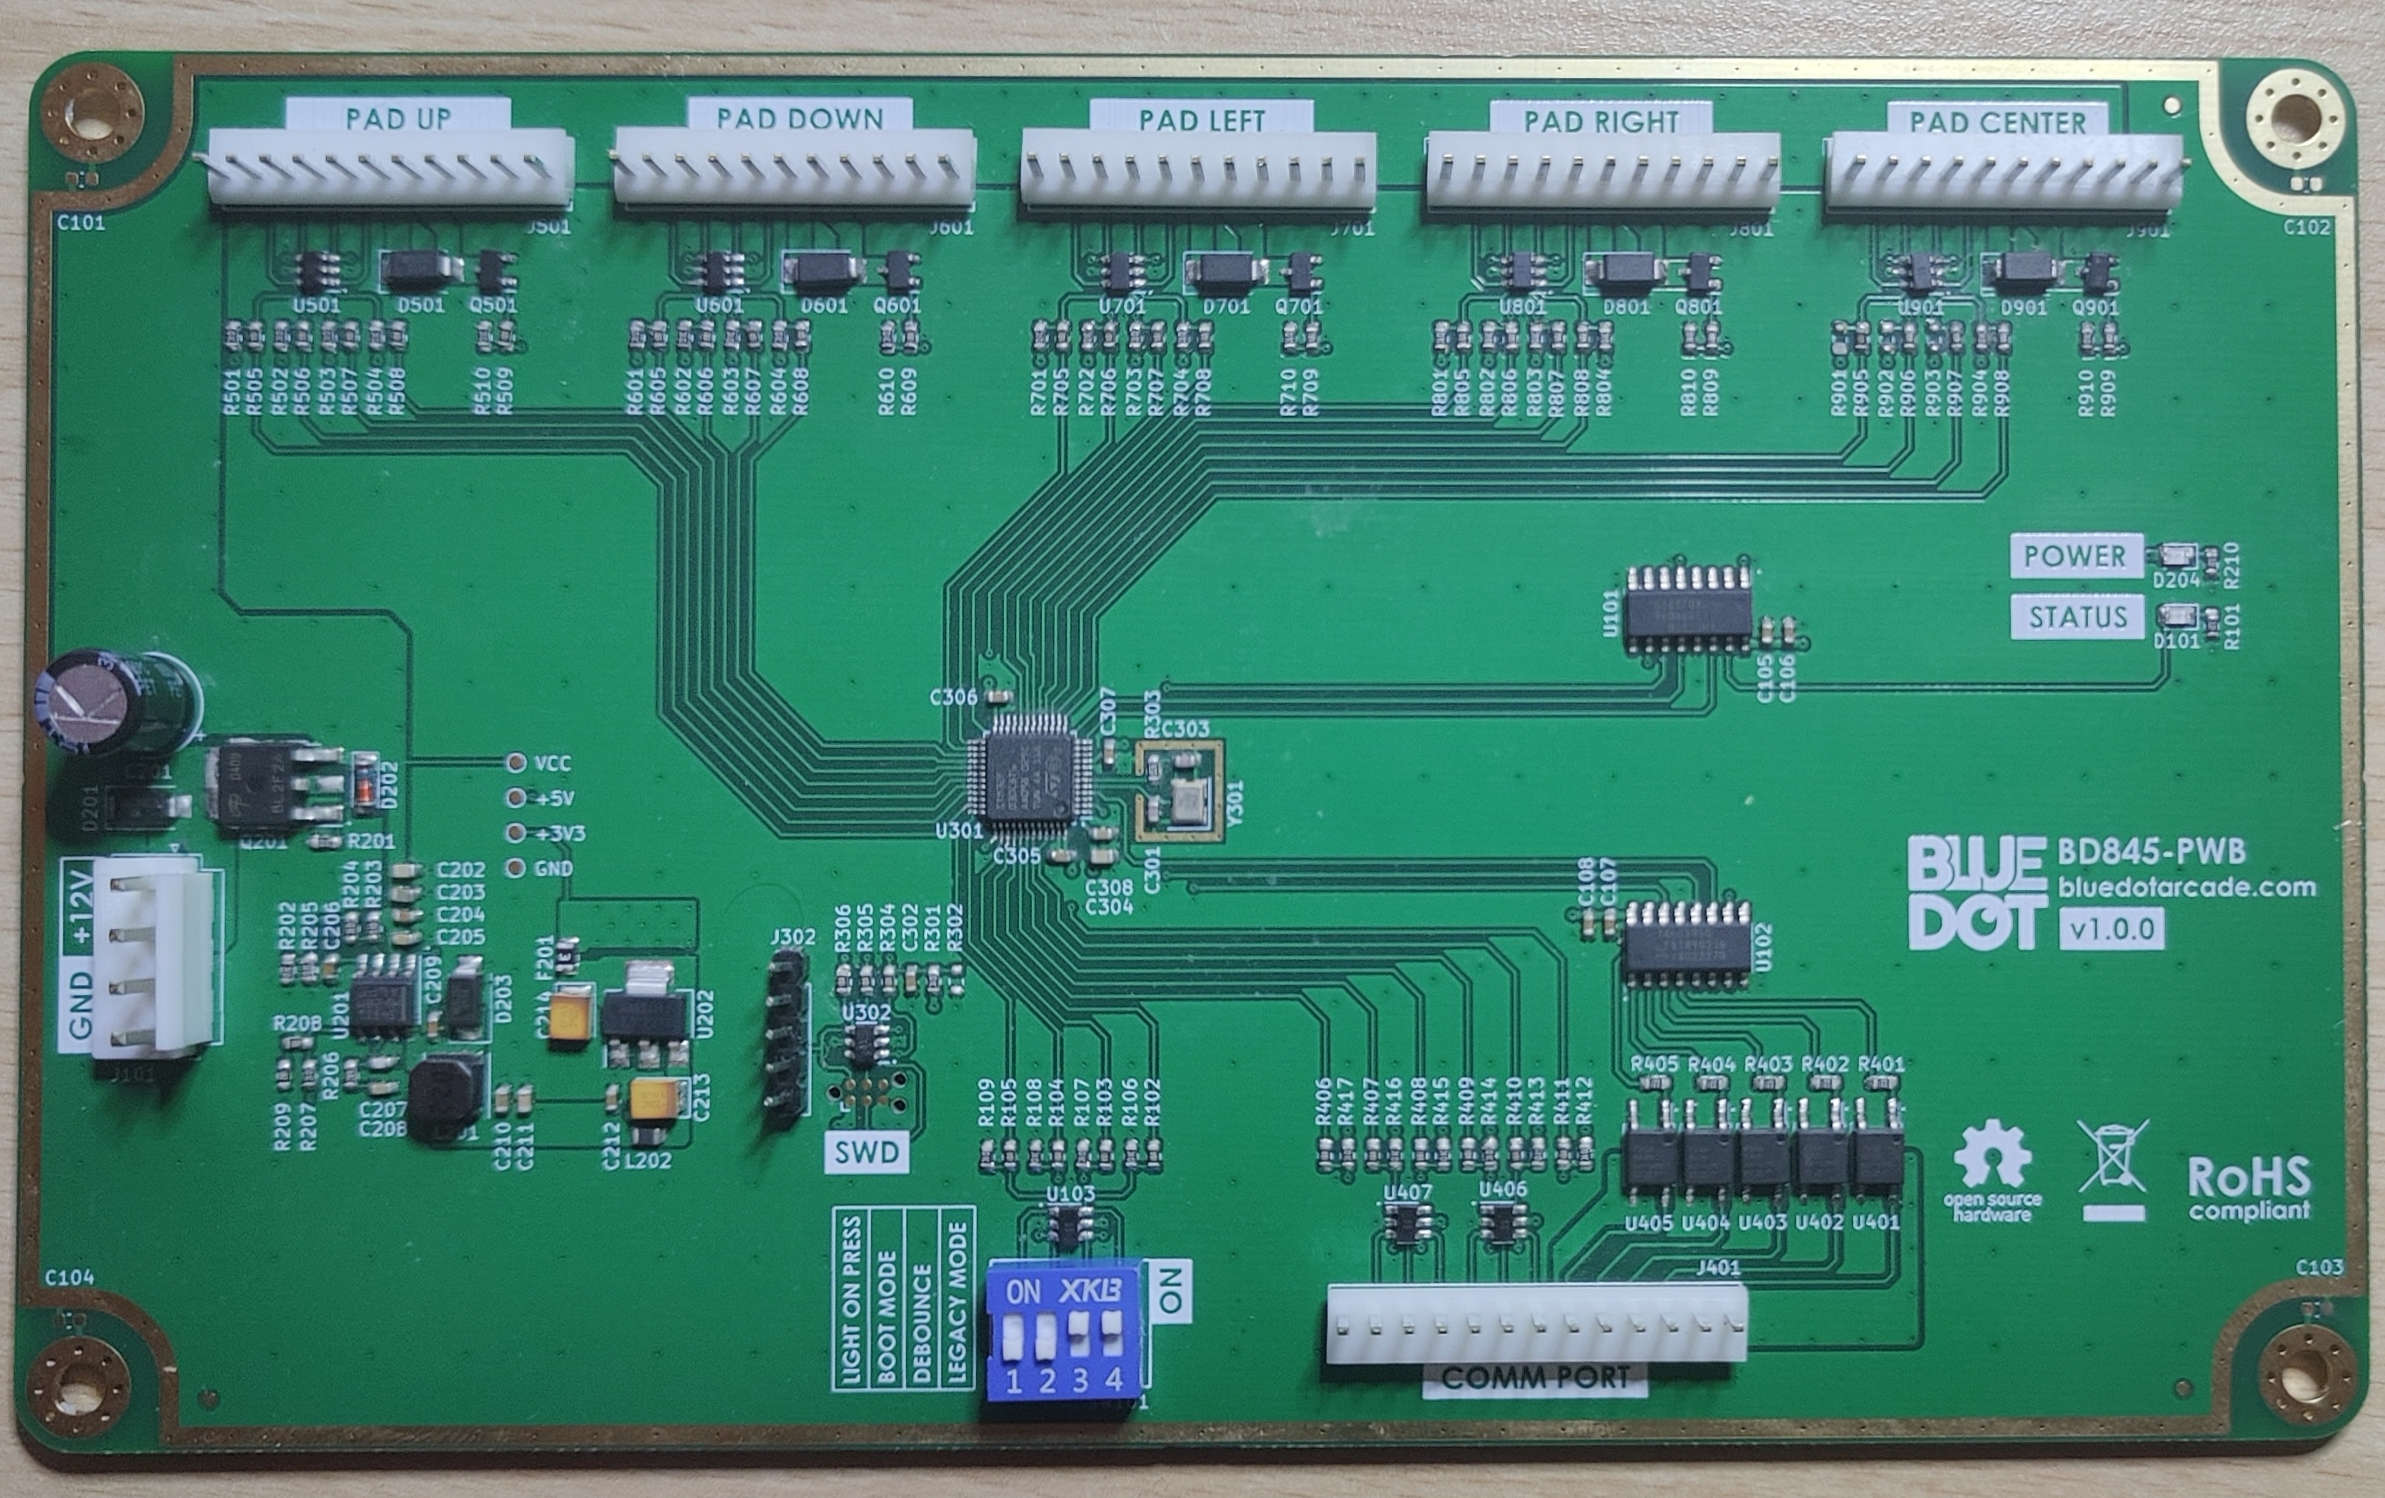 PAD UP
PAD DOWN
PAD LEFT
PAD RIGHT
PAD CENTER
C101
J501
J601
J701
J801
J901
C102
U501
D501
Q501
U601
D601
Q601
U701
D701
Q701
U801
D801
Q801
U901
D901
Q901
R501
R505
R502
R506
R503
R507
R504
R508
R510
R509
R601
R605
R602
R606
R603
R607
R604
R608
R610
R609
R701
R705
R702
R706
R703
R707
R704
R708
R710
R709
R801
R805
R802
R806
R803
R807
R808
R804
R810
R809
R901
R905
R902
R906
R903
R907
R904
R908
R910
R909
POWER
D204
R210
STATUS
D101
R101
U101
C105
C106
C306
C307
R303
C303
Y301
U301
C305
C301
C308
C304
C201
D201
Q201
D202
R201
VCC
+5V
+3V3
GND
+12V
GND
J101
R204
R203
C202
C203
C204
C205
R202
R205
C206
U201
C209
D203
R208
R206
R209
R207
C207
C208
L201
C210
C211
F201
C214
U202
C213
C212
L202
J302
R306
R305
R304
C302
R301
R302
U302
SWD
C108
C107
U102
BLUE
DOT
BD845-PWB
bluedotarcade.com
v1.0.0
R109
R105
R108
R104
R107
R103
R106
R102
U103
R406
R417
R407
R416
R408
R415
R409
R414
R410
R413
R411
R412
U407
U406
R405
R404
R403
R402
R401
U405
U404
U403
U402
U401
open source
hardware
RoHS
compliant
C104
C103
LIGHT ON PRESS
BOOT MODE
DEBOUNCE
LEGACY MODE
ON XKB
1 2 3 4
ON
J401
COMM PORT